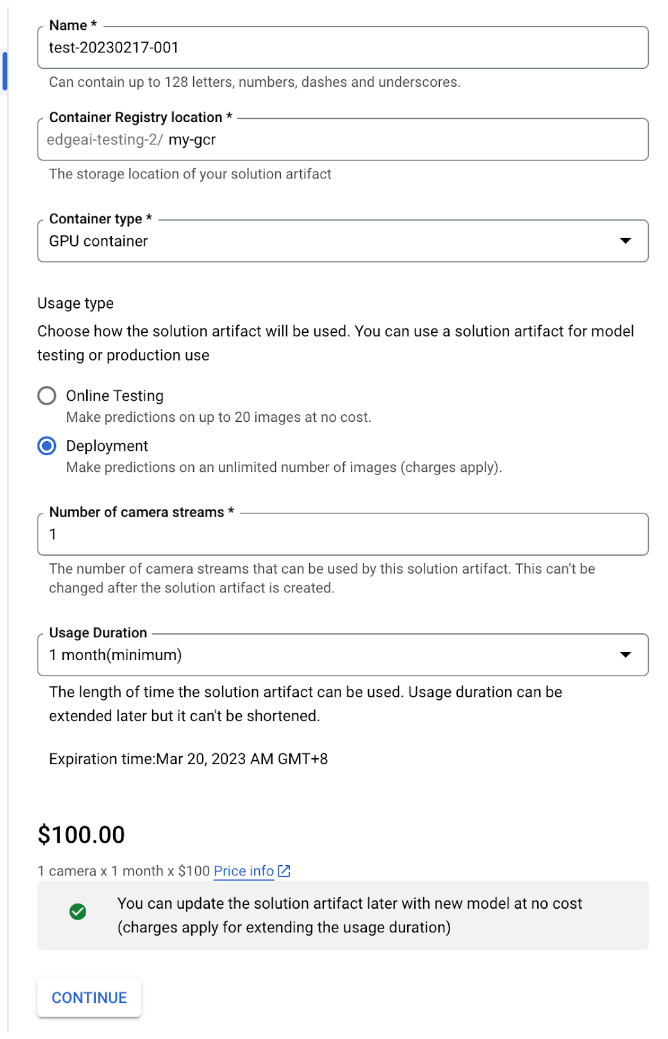 Name *
test-20230217-001
Can contain up to 128 letters, numbers, dashes and underscores.
Container Registry location *
edgeai-testing-2/ my-gcr
The storage location of your solution artifact
Container type *
GPU container
Usage type
Choose how the solution artifact will be used. You can use a solution artifact for model
testing or production use
Online Testing
Make predictions on up to 20 images at no cost.
Deployment
Make predictions on an unlimited number of images (charges apply).
Number of camera streams *
1
The number of camera streams that can be used by this solution artifact. This can't be
changed after the solution artifact is created.
Usage Duration
1 month(minimum)
The length of time the solution artifact can be used. Usage duration can be
extended later but it can't be shortened.
Expiration time:Mar 20, 2023 AM GMT+8
$100.00
1 camera x 1 month x $100 Price info
You can update the solution artifact later with new model at no cost
(charges apply for extending the usage duration)
CONTINUE